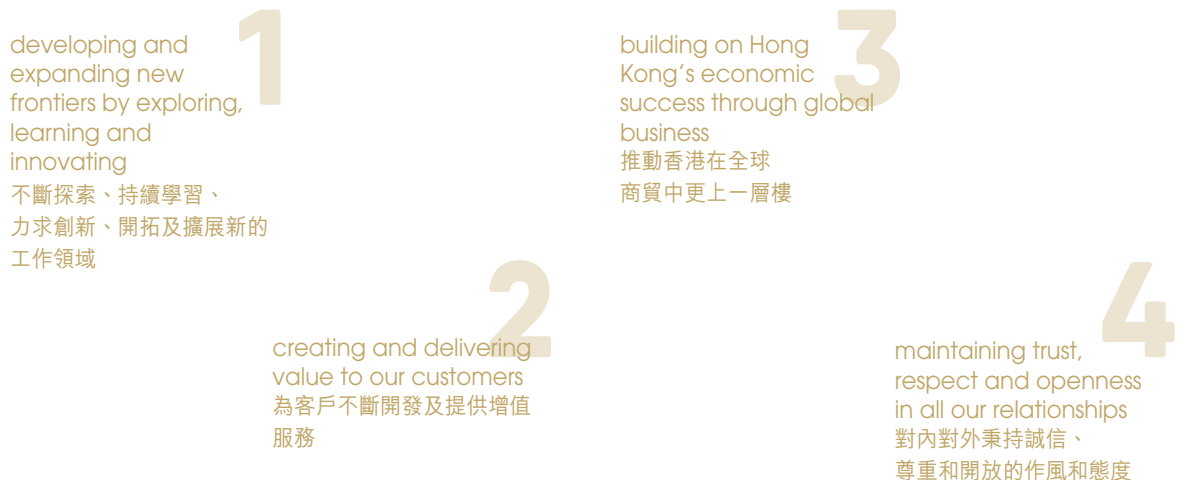 1
developing and
expanding new
frontiers by exploring,
learning and
innovating
不斷探索、持續學習、
力求創新、開拓及擴展新的
工作領域
2
creating and delivering
value to our customers
為客戶不斷開發及提供增值
服務
3
building on Hong
Kong’s economic
success through global
business
推動香港在全球
商貿中更上一層樓
4
maintaining trust,
respect and openness
in all our relationships
對內對外秉持誠信、
尊重和開放的作風和態度